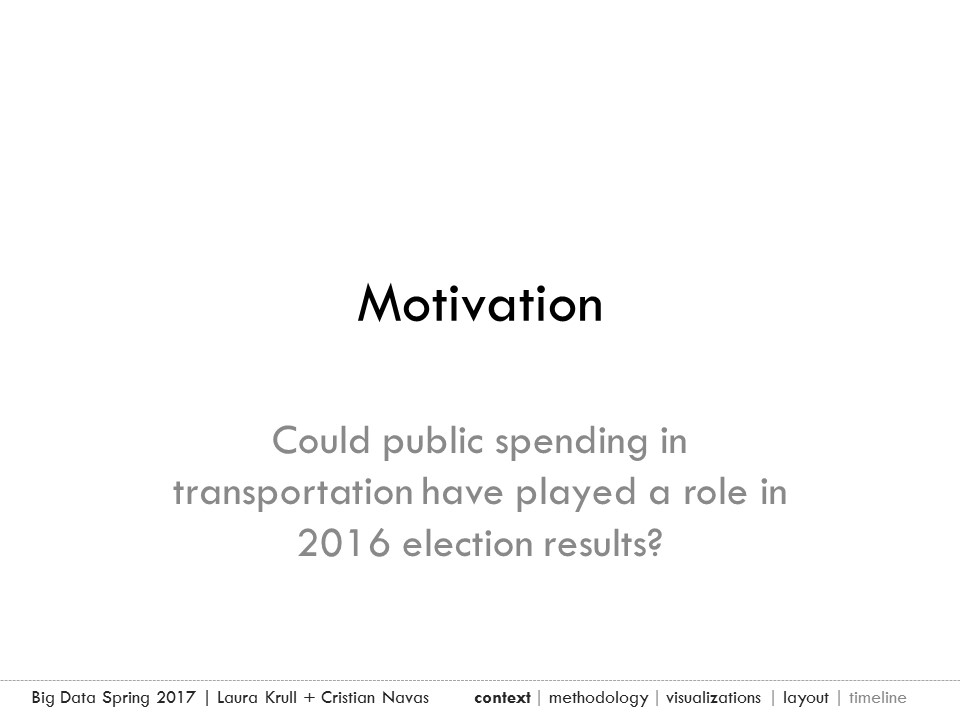 Motivation
Could public spending in
transportation have played a role in
2016 election results?
Big Data Spring 2017 | Laura Krull + Cristian Navas context | methodology | visualizations | layout | timeline